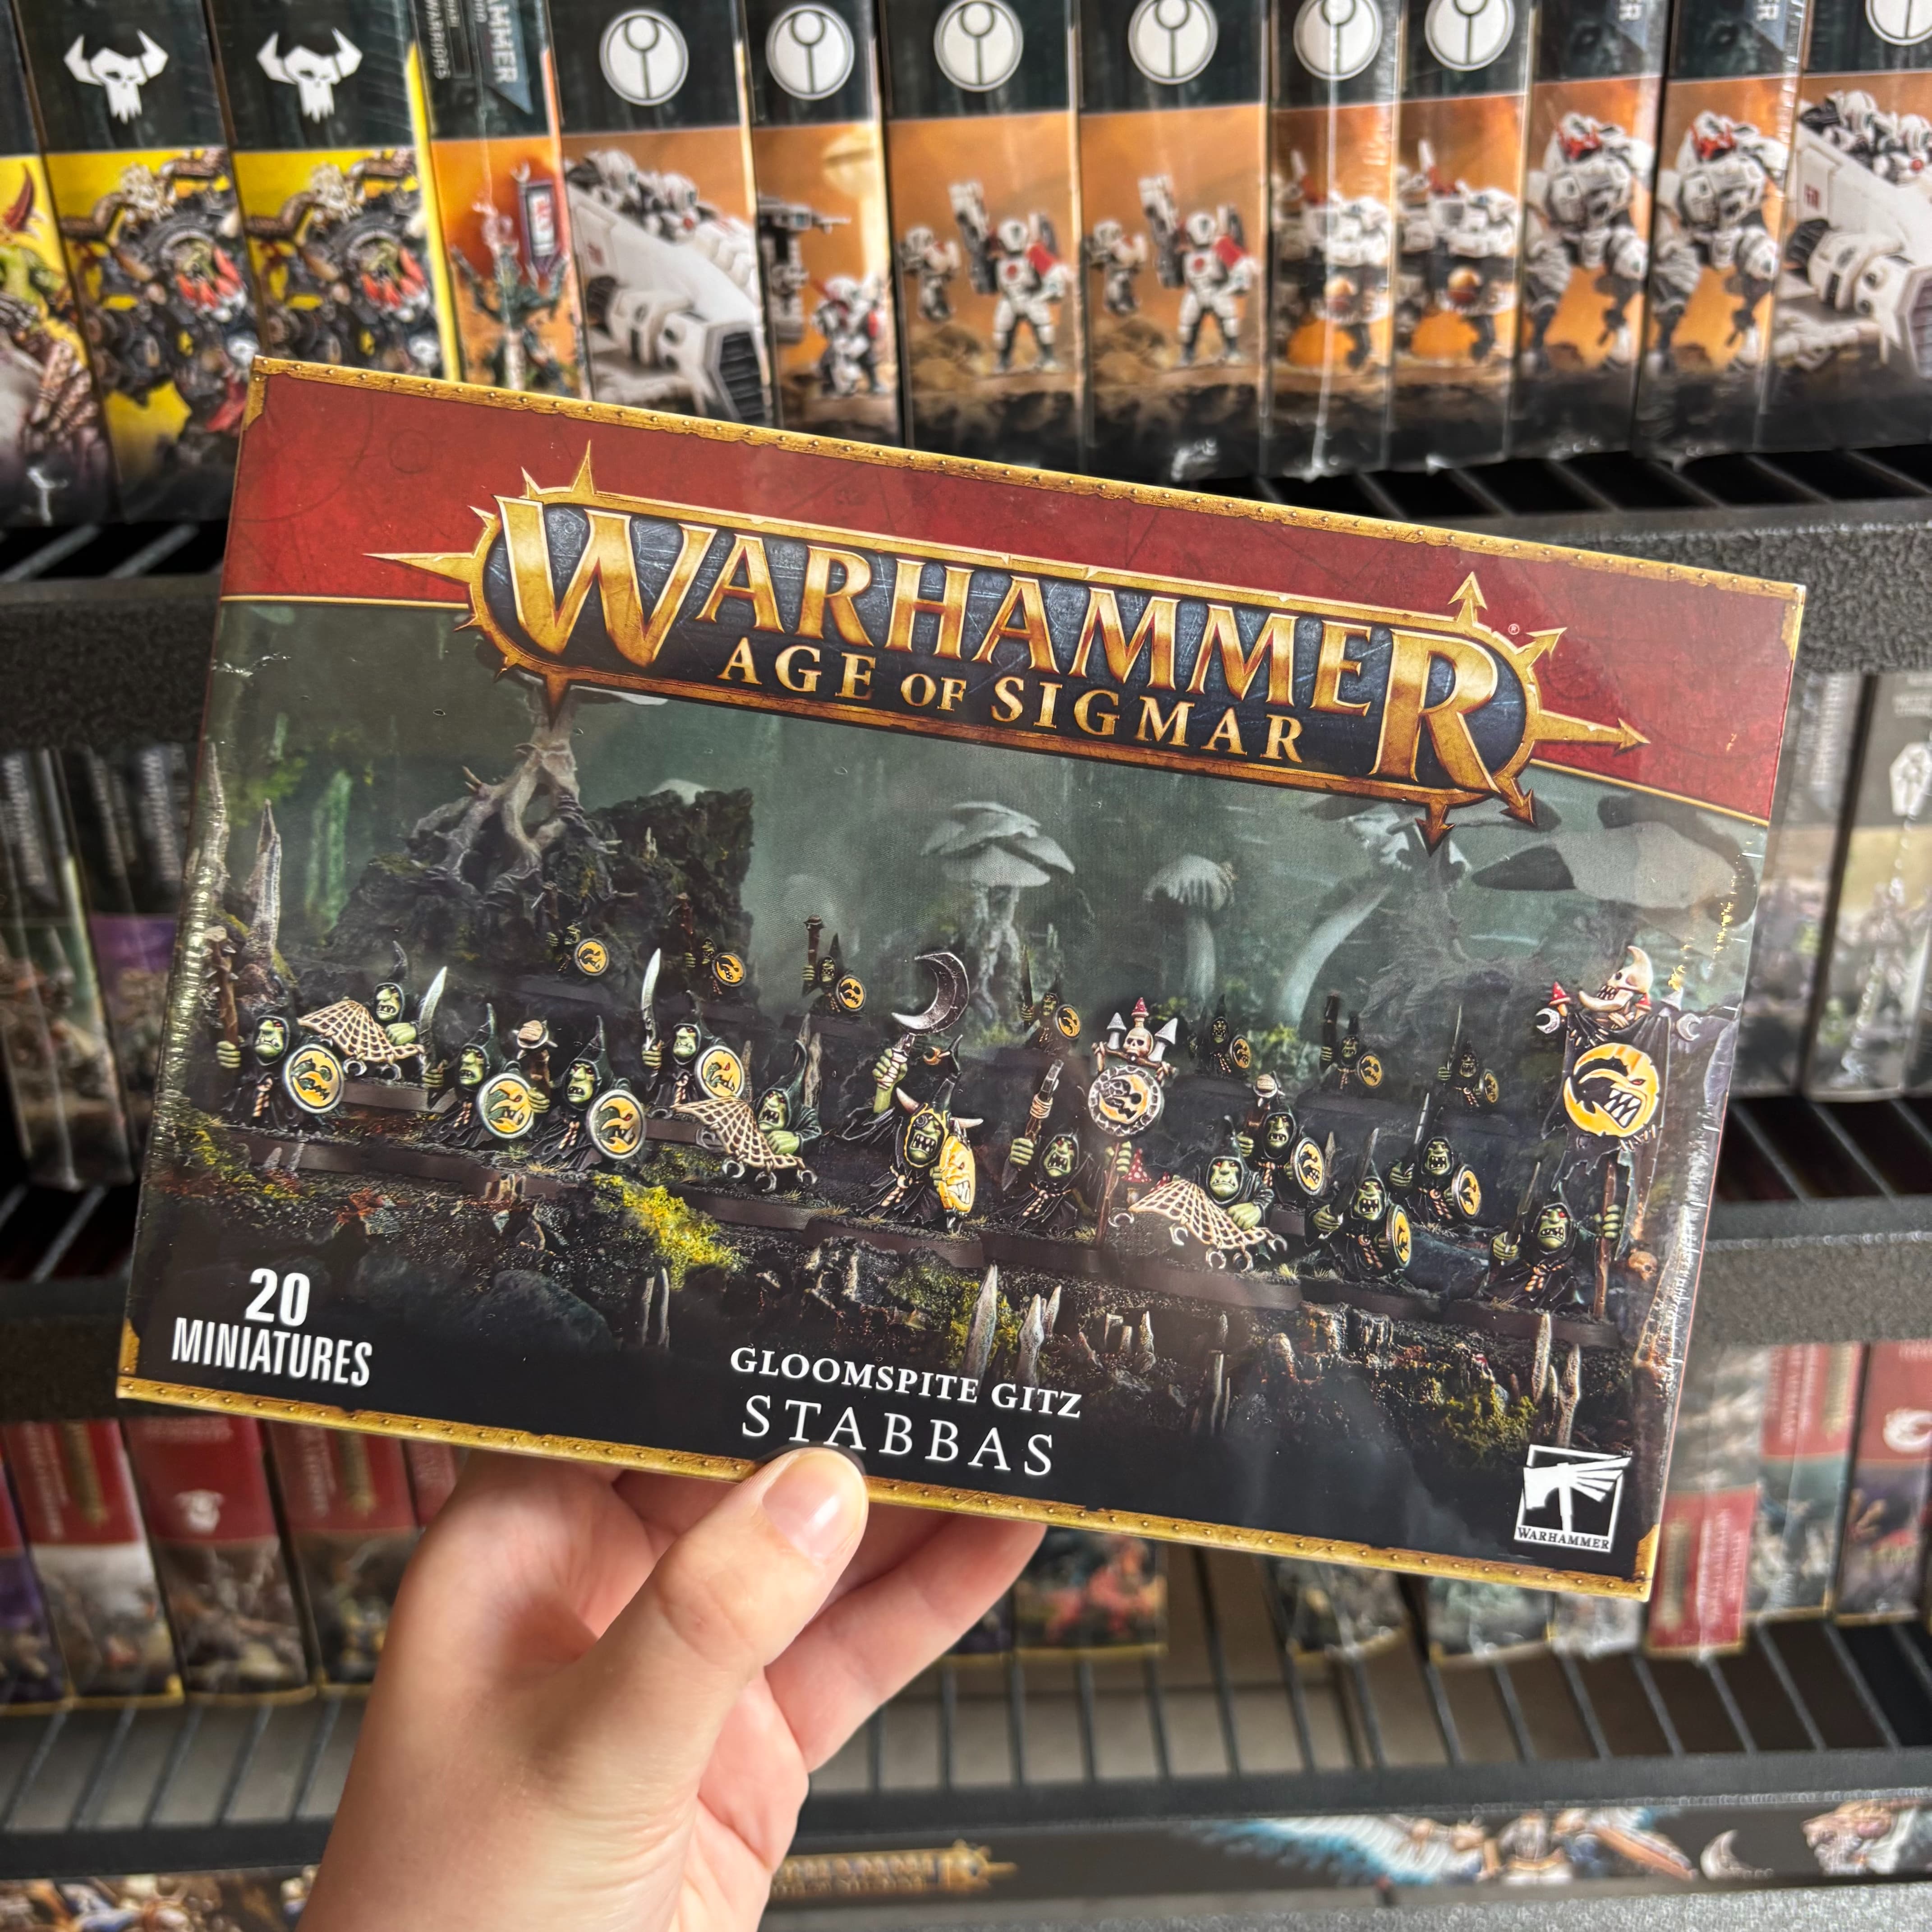 WARHAMMER
AGE OF SIGMAR
20
MINIATURES
GLOOMSPITE GITZ
STABBAS
WARHAMMER